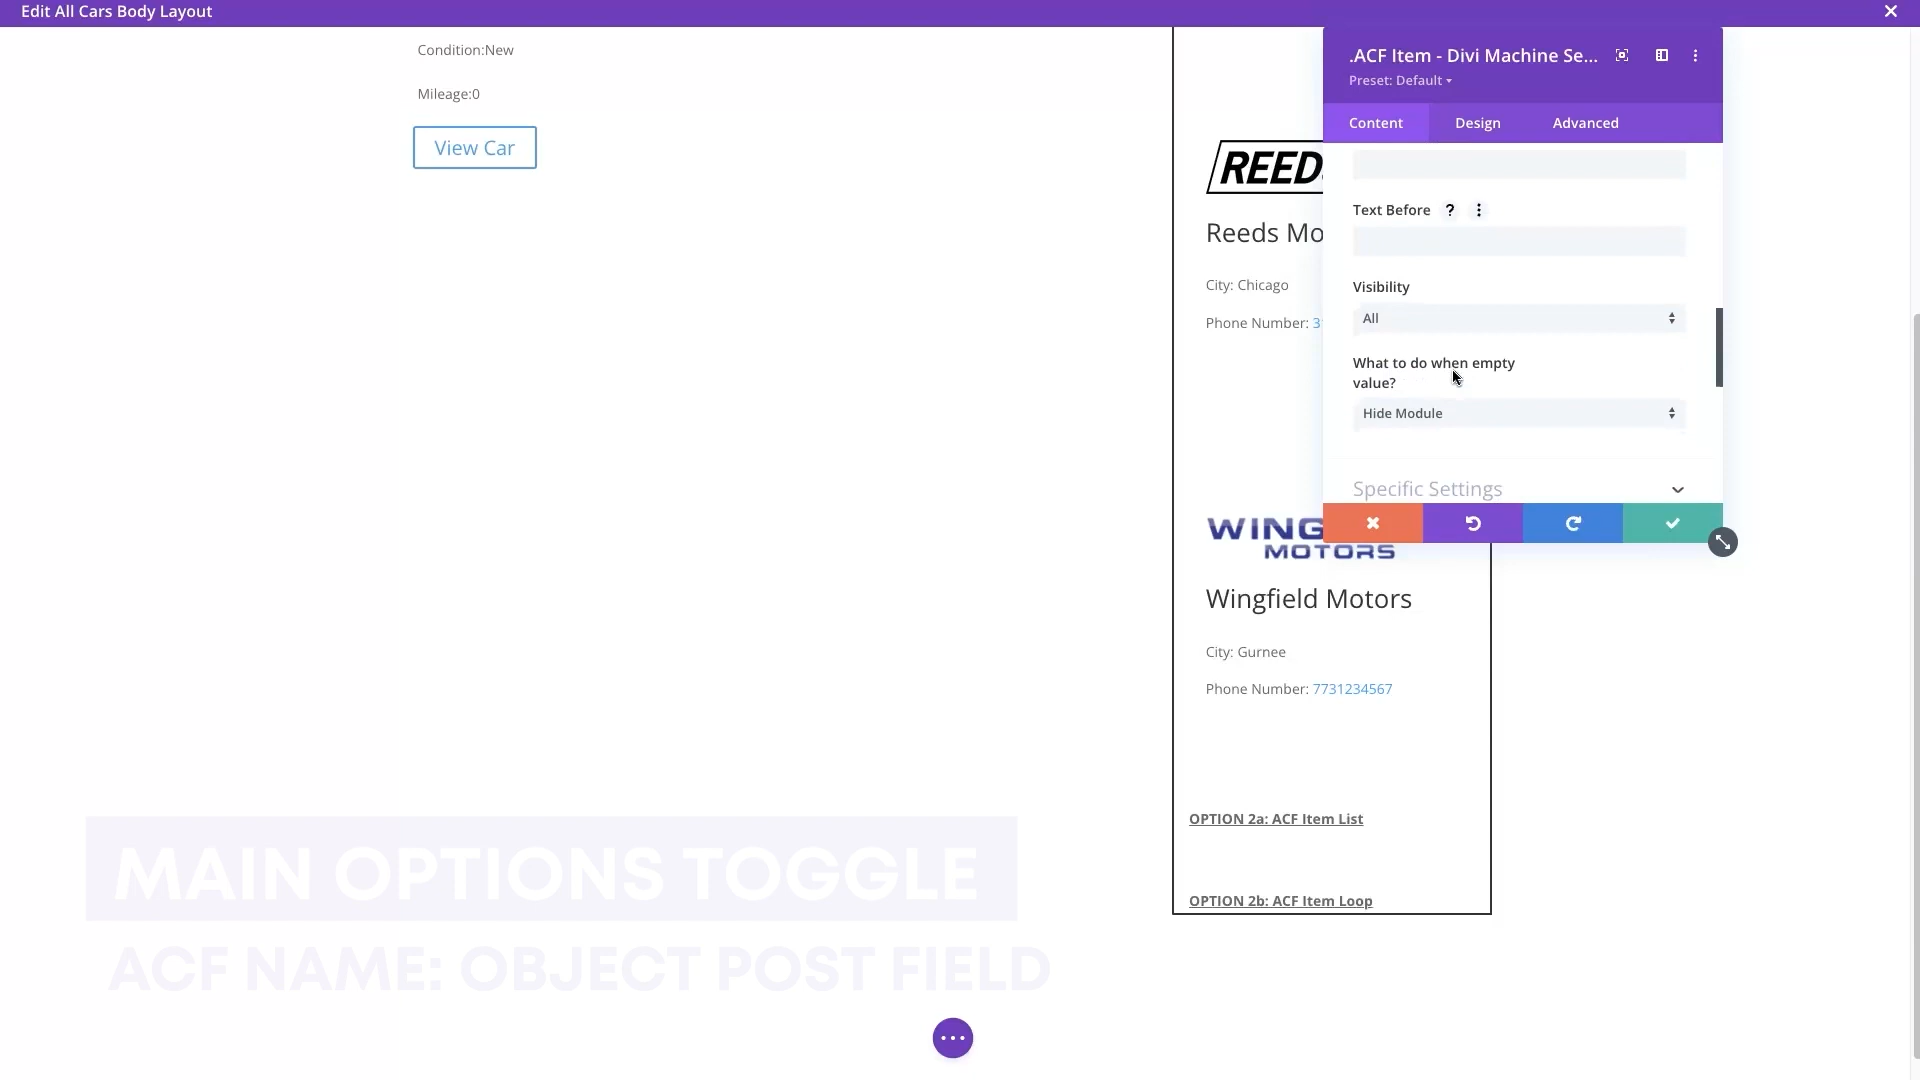 Edit All Cars Body Layout
Condition:New
Mileage:0
View Car
REEDS
Reeds Mo
City: Chicago
Phone Number: 3
WING
MOTORS
Wingfield Motors
City: Gurnee
Phone Number: 7731234567
OPTION 2a: ACF Item List
OPTION 2b: ACF Item Loop
.ACF Item - Divi Machine Se...
Preset: Default
Content Design Advanced
Text Before ?
Visibility
All
What to do when empty
value?
Hide Module
Specific Settings
MAIN OPTIONS TOGGLE
ACF NAME: OBJECT POST FIELD